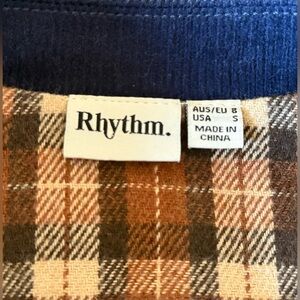 Rhythm.
AUS/EU 8
USA S
MADE IN
CHINA